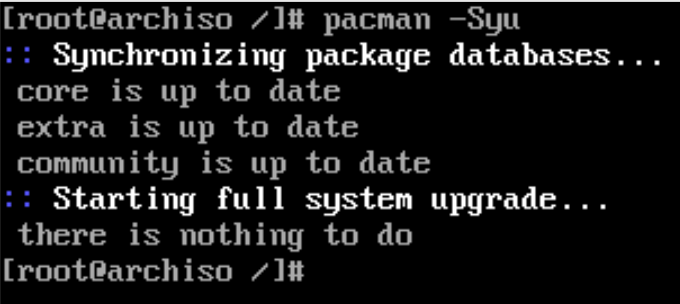 [root@archiso /]# pacman -Syu
:: Synchronizing package databases...
core is up to date
extra is up to date
community is up to date
:: Starting full system upgrade...
there is nothing to do
[root@archiso /]#